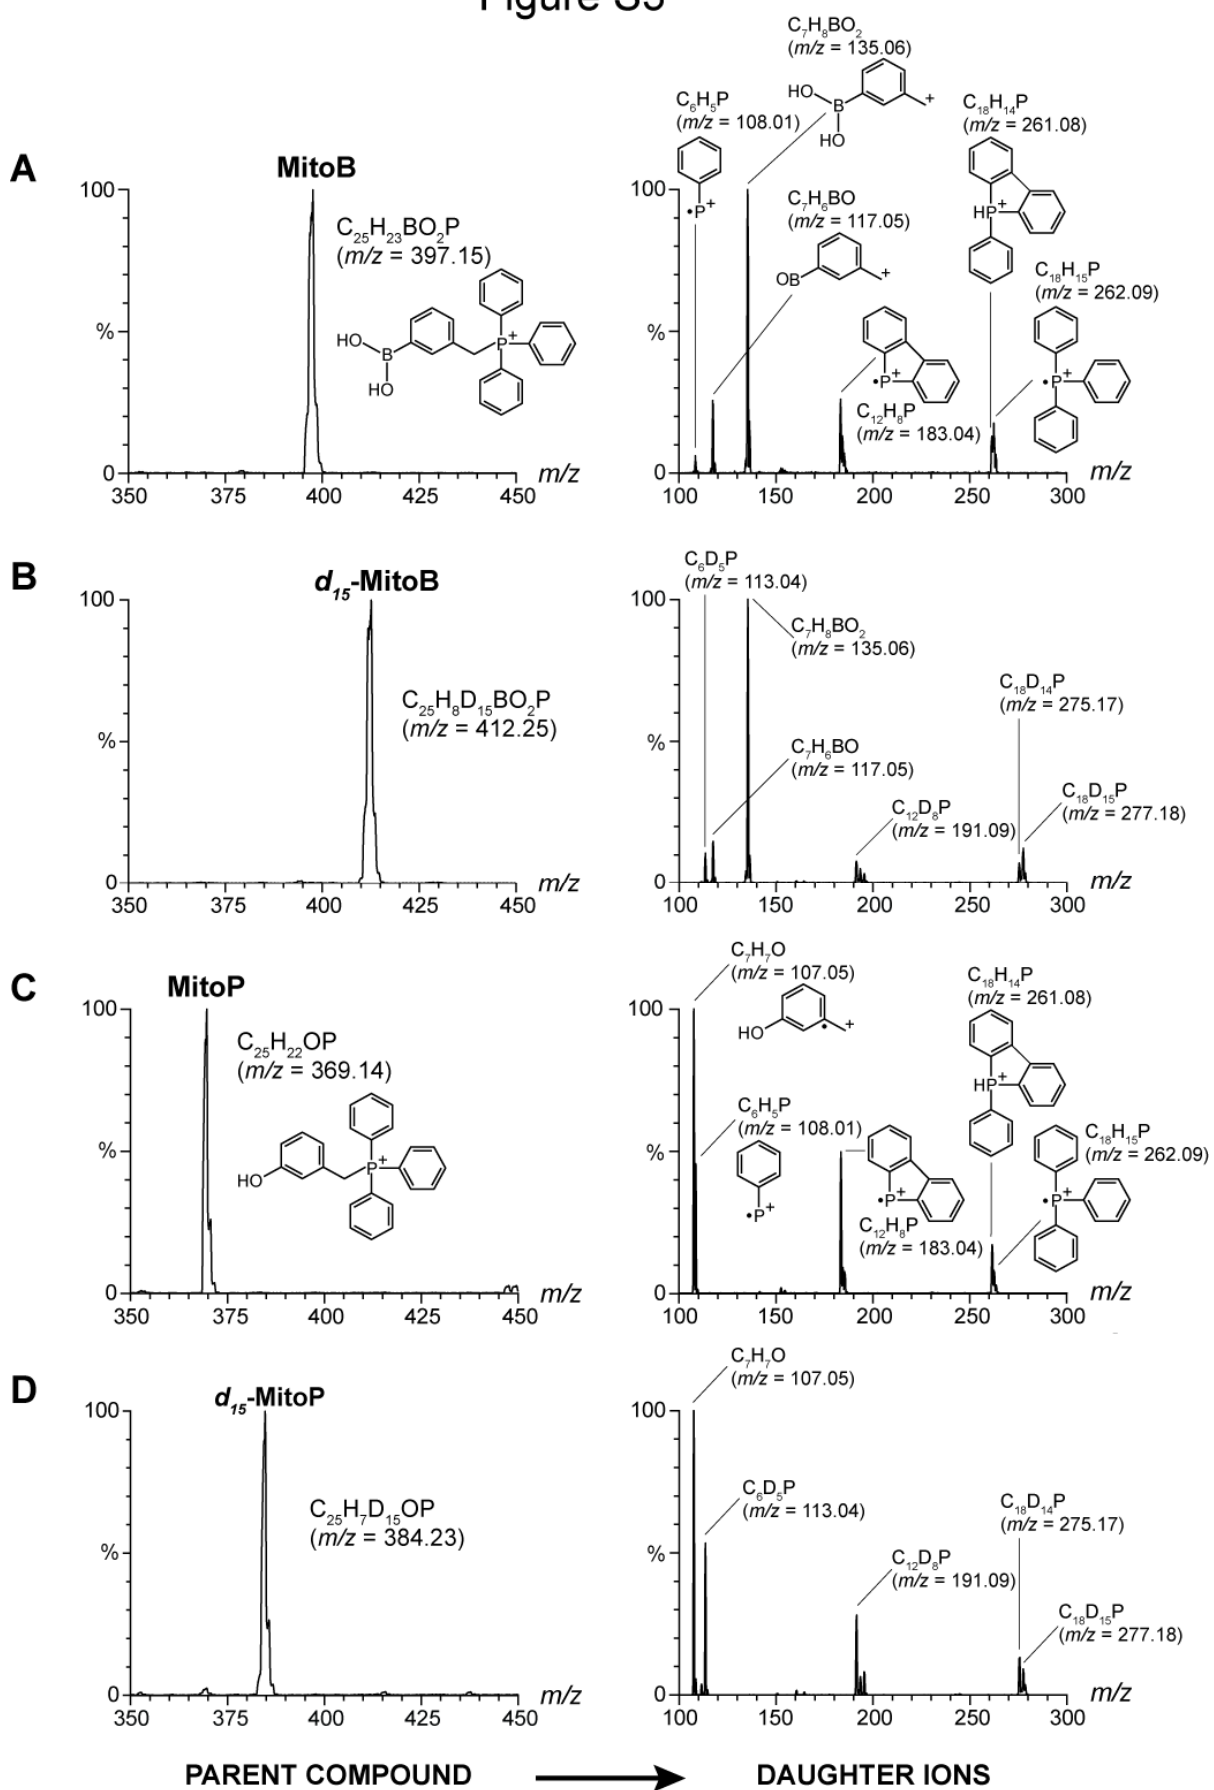 Figure S5
A
MitoB
C25H23BO2P
(m/z = 397.15)
HO
B
HO
P+
100
%
0
350 375 400 425 450
m/z
C7H8BO2
(m/z = 135.06)
HO
B
HO
+
C6H5P
(m/z = 108.01)
•P+
C7H6BO
(m/z = 117.05)
OB
+
C18H14P
(m/z = 261.08)
HP+
C18H15P
(m/z = 262.09)
•P+
•P+
C12H8P
(m/z = 183.04)
100
%
0
100 150 200 250 300
m/z
B
d15-MitoB
C25H8D15BO2P
(m/z = 412.25)
100
%
0
350 375 400 425 450
m/z
C6D5P
(m/z = 113.04)
C7H8BO2
(m/z = 135.06)
C7H6BO
(m/z = 117.05)
C12D8P
(m/z = 191.09)
C18D14P
(m/z = 275.17)
C18D15P
(m/z = 277.18)
100
%
0
100 150 200 250 300
m/z
C
MitoP
C25H22OP
(m/z = 369.14)
HO
P+
100
%
0
350 375 400 425 450
m/z
C7H7O
(m/z = 107.05)
HO
•
+
C6H5P
(m/z = 108.01)
•P+
•P+
C12H8P
(m/z = 183.04)
C18H14P
(m/z = 261.08)
HP+
C18H15P
(m/z = 262.09)
•P+
100
%
0
100 150 200 250 300
m/z
D
d15-MitoP
C25H7D15OP
(m/z = 384.23)
100
%
0
350 375 400 425 450
m/z
C7H7O
(m/z = 107.05)
C6D5P
(m/z = 113.04)
C12D8P
(m/z = 191.09)
C18D14P
(m/z = 275.17)
C18D15P
(m/z = 277.18)
100
%
0
100 150 200 250 300
m/z
PARENT COMPOUND
DAUGHTER IONS